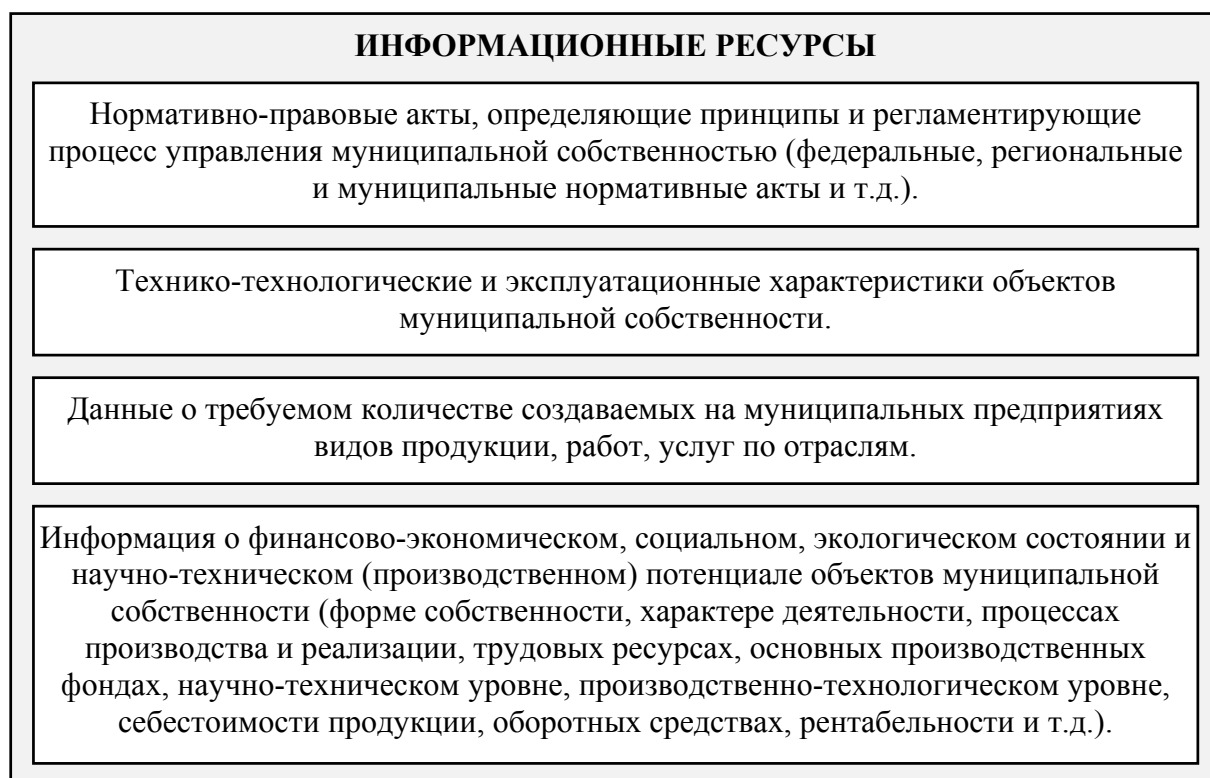 ИНФОРМАЦИОННЫЕ РЕСУРСЫ
Нормативно-правовые акты, определяющие принципы и регламентирующие
процесс управления муниципальной собственностью (федеральные, региональные
и муниципальные нормативные акты и т.д.).
Технико-технологические и эксплуатационные характеристики объектов
муниципальной собственности.
Данные о требуемом количестве создаваемых на муниципальных предприятиях
видов продукции, работ, услуг по отраслям.
Информация о финансово-экономическом, социальном, экологическом состоянии и
научно-техническом (производственном) потенциале объектов муниципальной
собственности (форме собственности, характере деятельности, процессах
производства и реализации, трудовых ресурсах, основных производственных
фондах, научно-техническом уровне, производственно-технологическом уровне,
себестоимости продукции, оборотных средствах, рентабельности и т.д.).